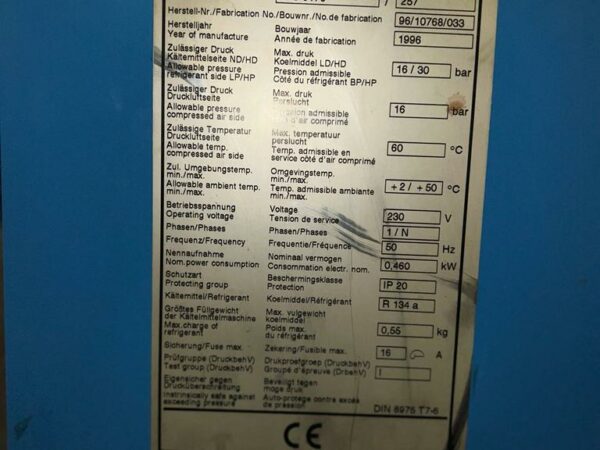 257
Herstell-Nr./Fabrication No./Bouwnr./No.de fabrication 96/10768/033
Herstelljahr Bouwjaar
Year of manufacture Année de fabrication 1996
Zulässiger Druck Max. druk
Kältemittelseite ND/HD Koelmiddel LD/HD
Allowable pressure Pression admissible 16 / 30 bar
refrigerant side LP/HP Côté du réfrigérant BP/HP
Zulässiger Druck Max. druk
Druckluftseite Perslucht
Allowable pressure admissible 16 bar
compressed air side d'air comprimé
Zulässige Temperatur Max. temperatuur
Druckluftseite perslucht
Allowable temp. Temp. admissible en 60 °C
compressed air side service côté d'air comprimé
Zul. Umgebungstemp. Omgevingstemp.
min./max. min./max.
Allowable ambient temp. Temp. admissible ambiante +2 / +50 °C
min./max. min./max.
Betriebsspannung Voltage
Operating voltage Tension de service 230 V
Phasen/Phases Phasen/Phases 1 / N
Frequenz/Frequency Frequentie/Fréquence 50 Hz
Nennaufnahme Nominaal vermogen
Nom.power consumption Consommation electr. nom. 0,460 kW
Schutzart Beschermingsklasse
Protecting group Protection IP 20
Kältemittel/Refrigerant Koelmiddel/Réfrigérant R 134 a
Größtes Füllgewicht Max. vulgewicht
der Kältemittelmaschine koelmiddel
Max.charge of Poids max. 0,55 kg
refrigerant du réfrigérant
Sicherung/Fuse max. Zekering/Fusible max. 16 A
Prüfgruppe (DruckbehV) Drukproefgroep (DruckbehV)
Test group (DruckbehV) Groupe d'épreuve (DrbehV) I
Eigensicher gegen Beveiligd tegen
Drucküberschreitung hoge druk
Intrinsically safe against Auto-protégé contre excès
exceeding pressure de pression
DIN 8975 T7-6
CE